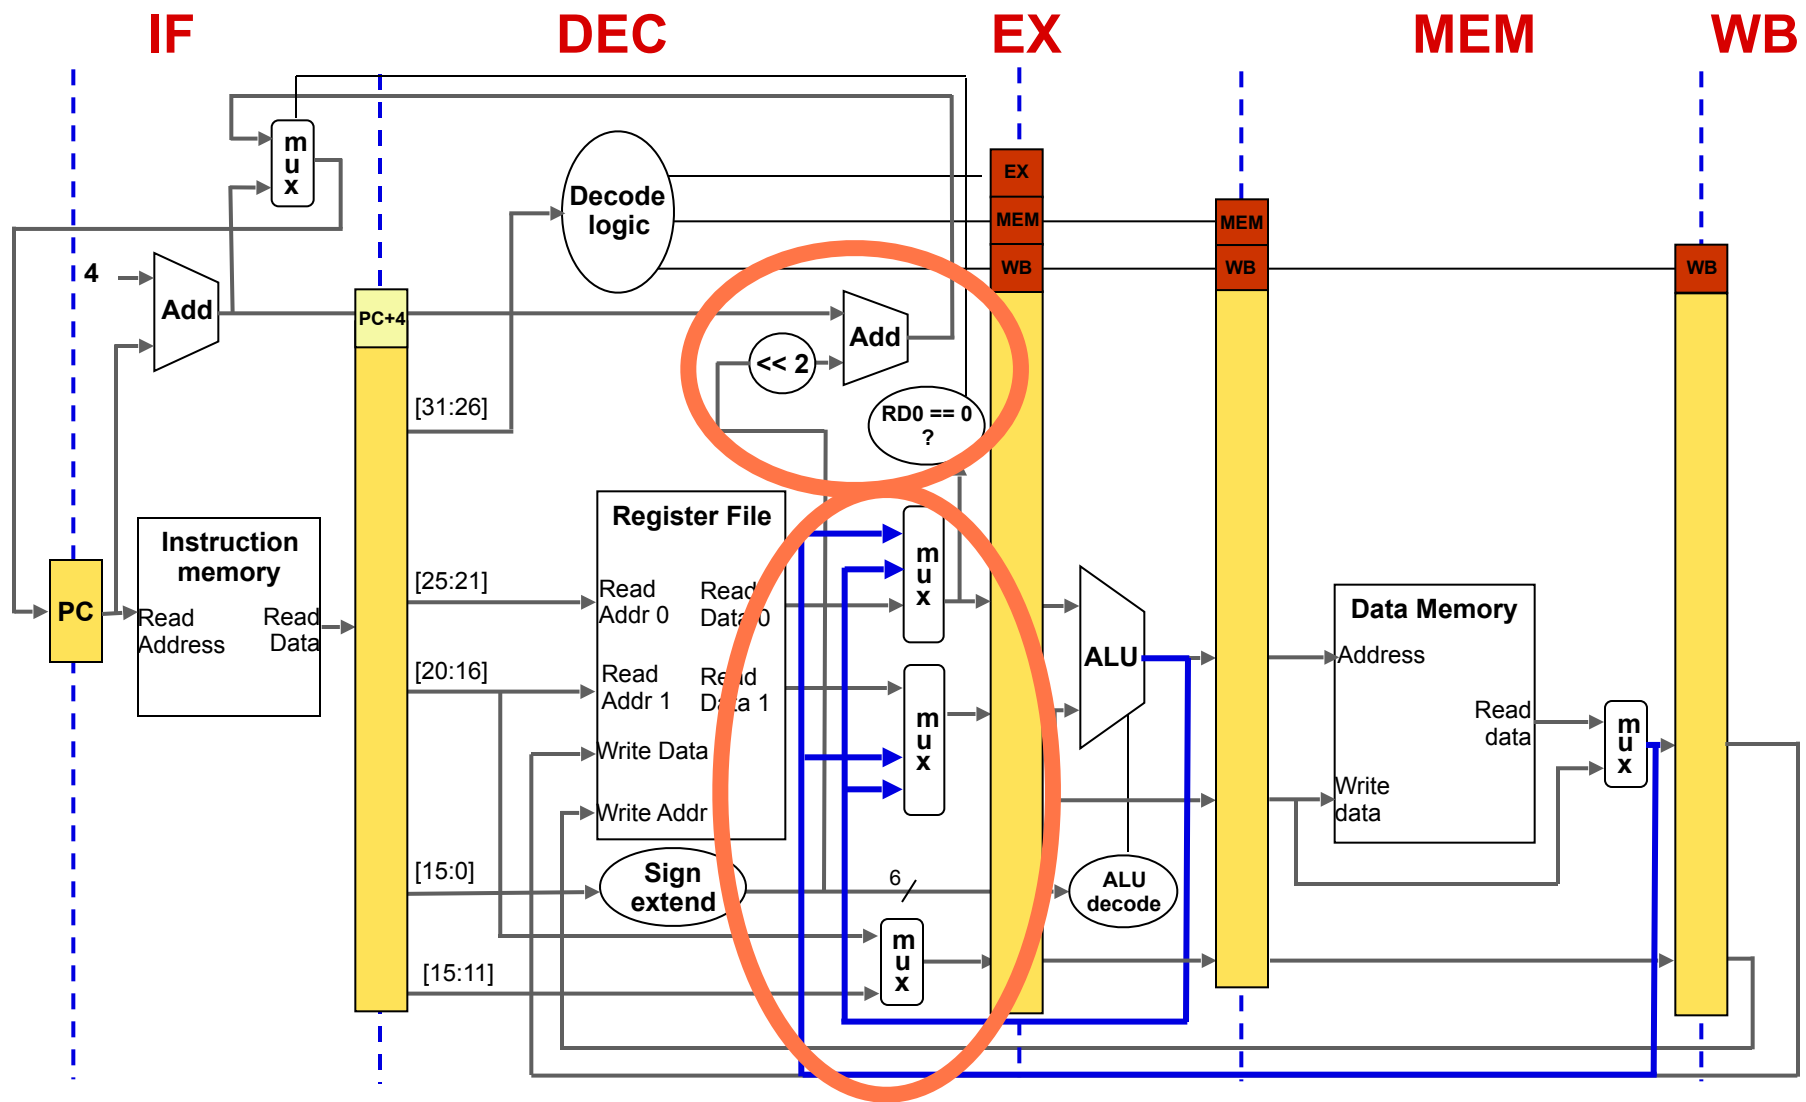 IF
DEC
EX
MEM
WB
m
u
x
4
Add
PC+4
Decode
logic
EX
MEM
WB
MEM
WB
WB
<< 2
Add
RD0 == 0
?
[31:26]
PC
Instruction
memory
Read
Address
Read
Data
[25:21]
[20:16]
[15:0]
[15:11]
Register File
Read
Addr 0
Read
Data 0
Read
Addr 1
Read
Data 1
Write Data
Write Addr
Sign
extend
6
m
u
x
m
u
x
m
u
x
ALU
ALU
decode
Data Memory
Address
Read
data
Write
data
m
u
x